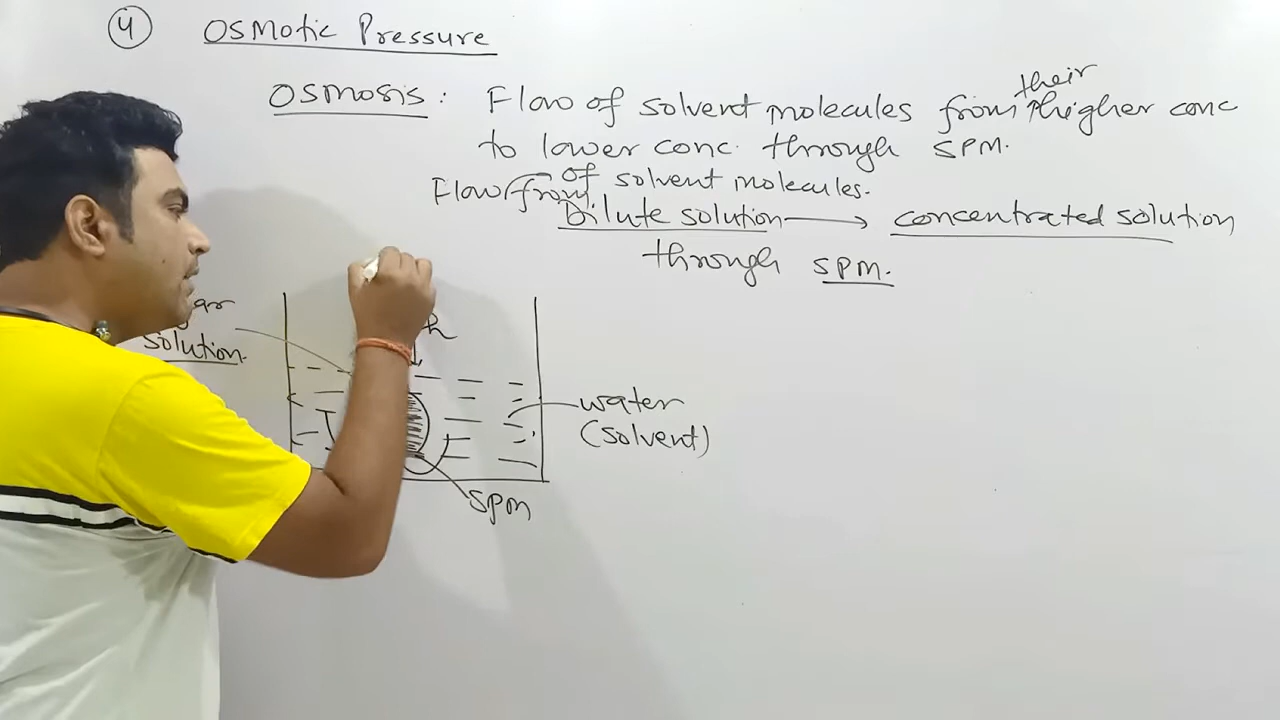 ④ Osmotic Pressure
Osmosis: Flow of solvent molecules from their higher conc
to lower conc. through SPM.
Flow of solvent molecules.
from Dilute solution → concentrated solution
through SPM.
h
solution.
water
(solvent)
SPM